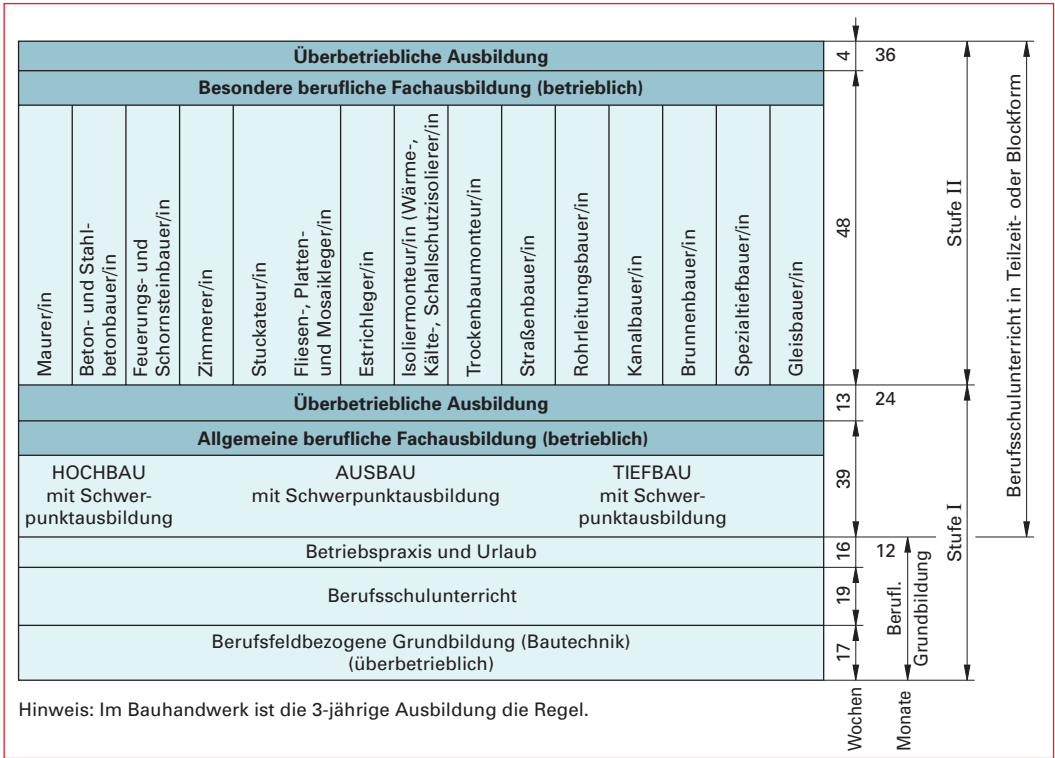 Überbetriebliche Ausbildung
4
36
Besondere berufliche Fachausbildung (betrieblich)
Maurer/in
Beton- und Stahl-
betonbauer/in
Feuerungs- und
Schornsteinbauer/in
Zimmerer/in
Stuckateur/in
Fliesen-, Platten-
und Mosaikleger/in
Estrichleger/in
Isoliermonteur/in (Wärme-,
Kälte-, Schallschutzisolierer/in
Trockenbaumonteur/in
Straßenbauer/in
Rohrleitungsbauer/in
Kanalbauer/in
Brunnenbauer/in
Spezialtiefbauer/in
Gleisbauer/in
48
Stufe II
Berufsschulunterricht in Teilzeit- oder Blockform
Überbetriebliche Ausbildung
13
24
Allgemeine berufliche Fachausbildung (betrieblich)
HOCHBAU
mit Schwer-
punktausbildung
AUSBAU
mit Schwerpunktausbildung
TIEFBAU
mit Schwer-
punktausbildung
39
Stufe I
Betriebspraxis und Urlaub
16
12
Berufsschulunterricht
19
Berufl.
Grundbildung
Berufsfeldbezogene Grundbildung (Bautechnik)
(überbetrieblich)
17
Hinweis: Im Bauhandwerk ist die 3-jährige Ausbildung die Regel.
Wochen
Monate